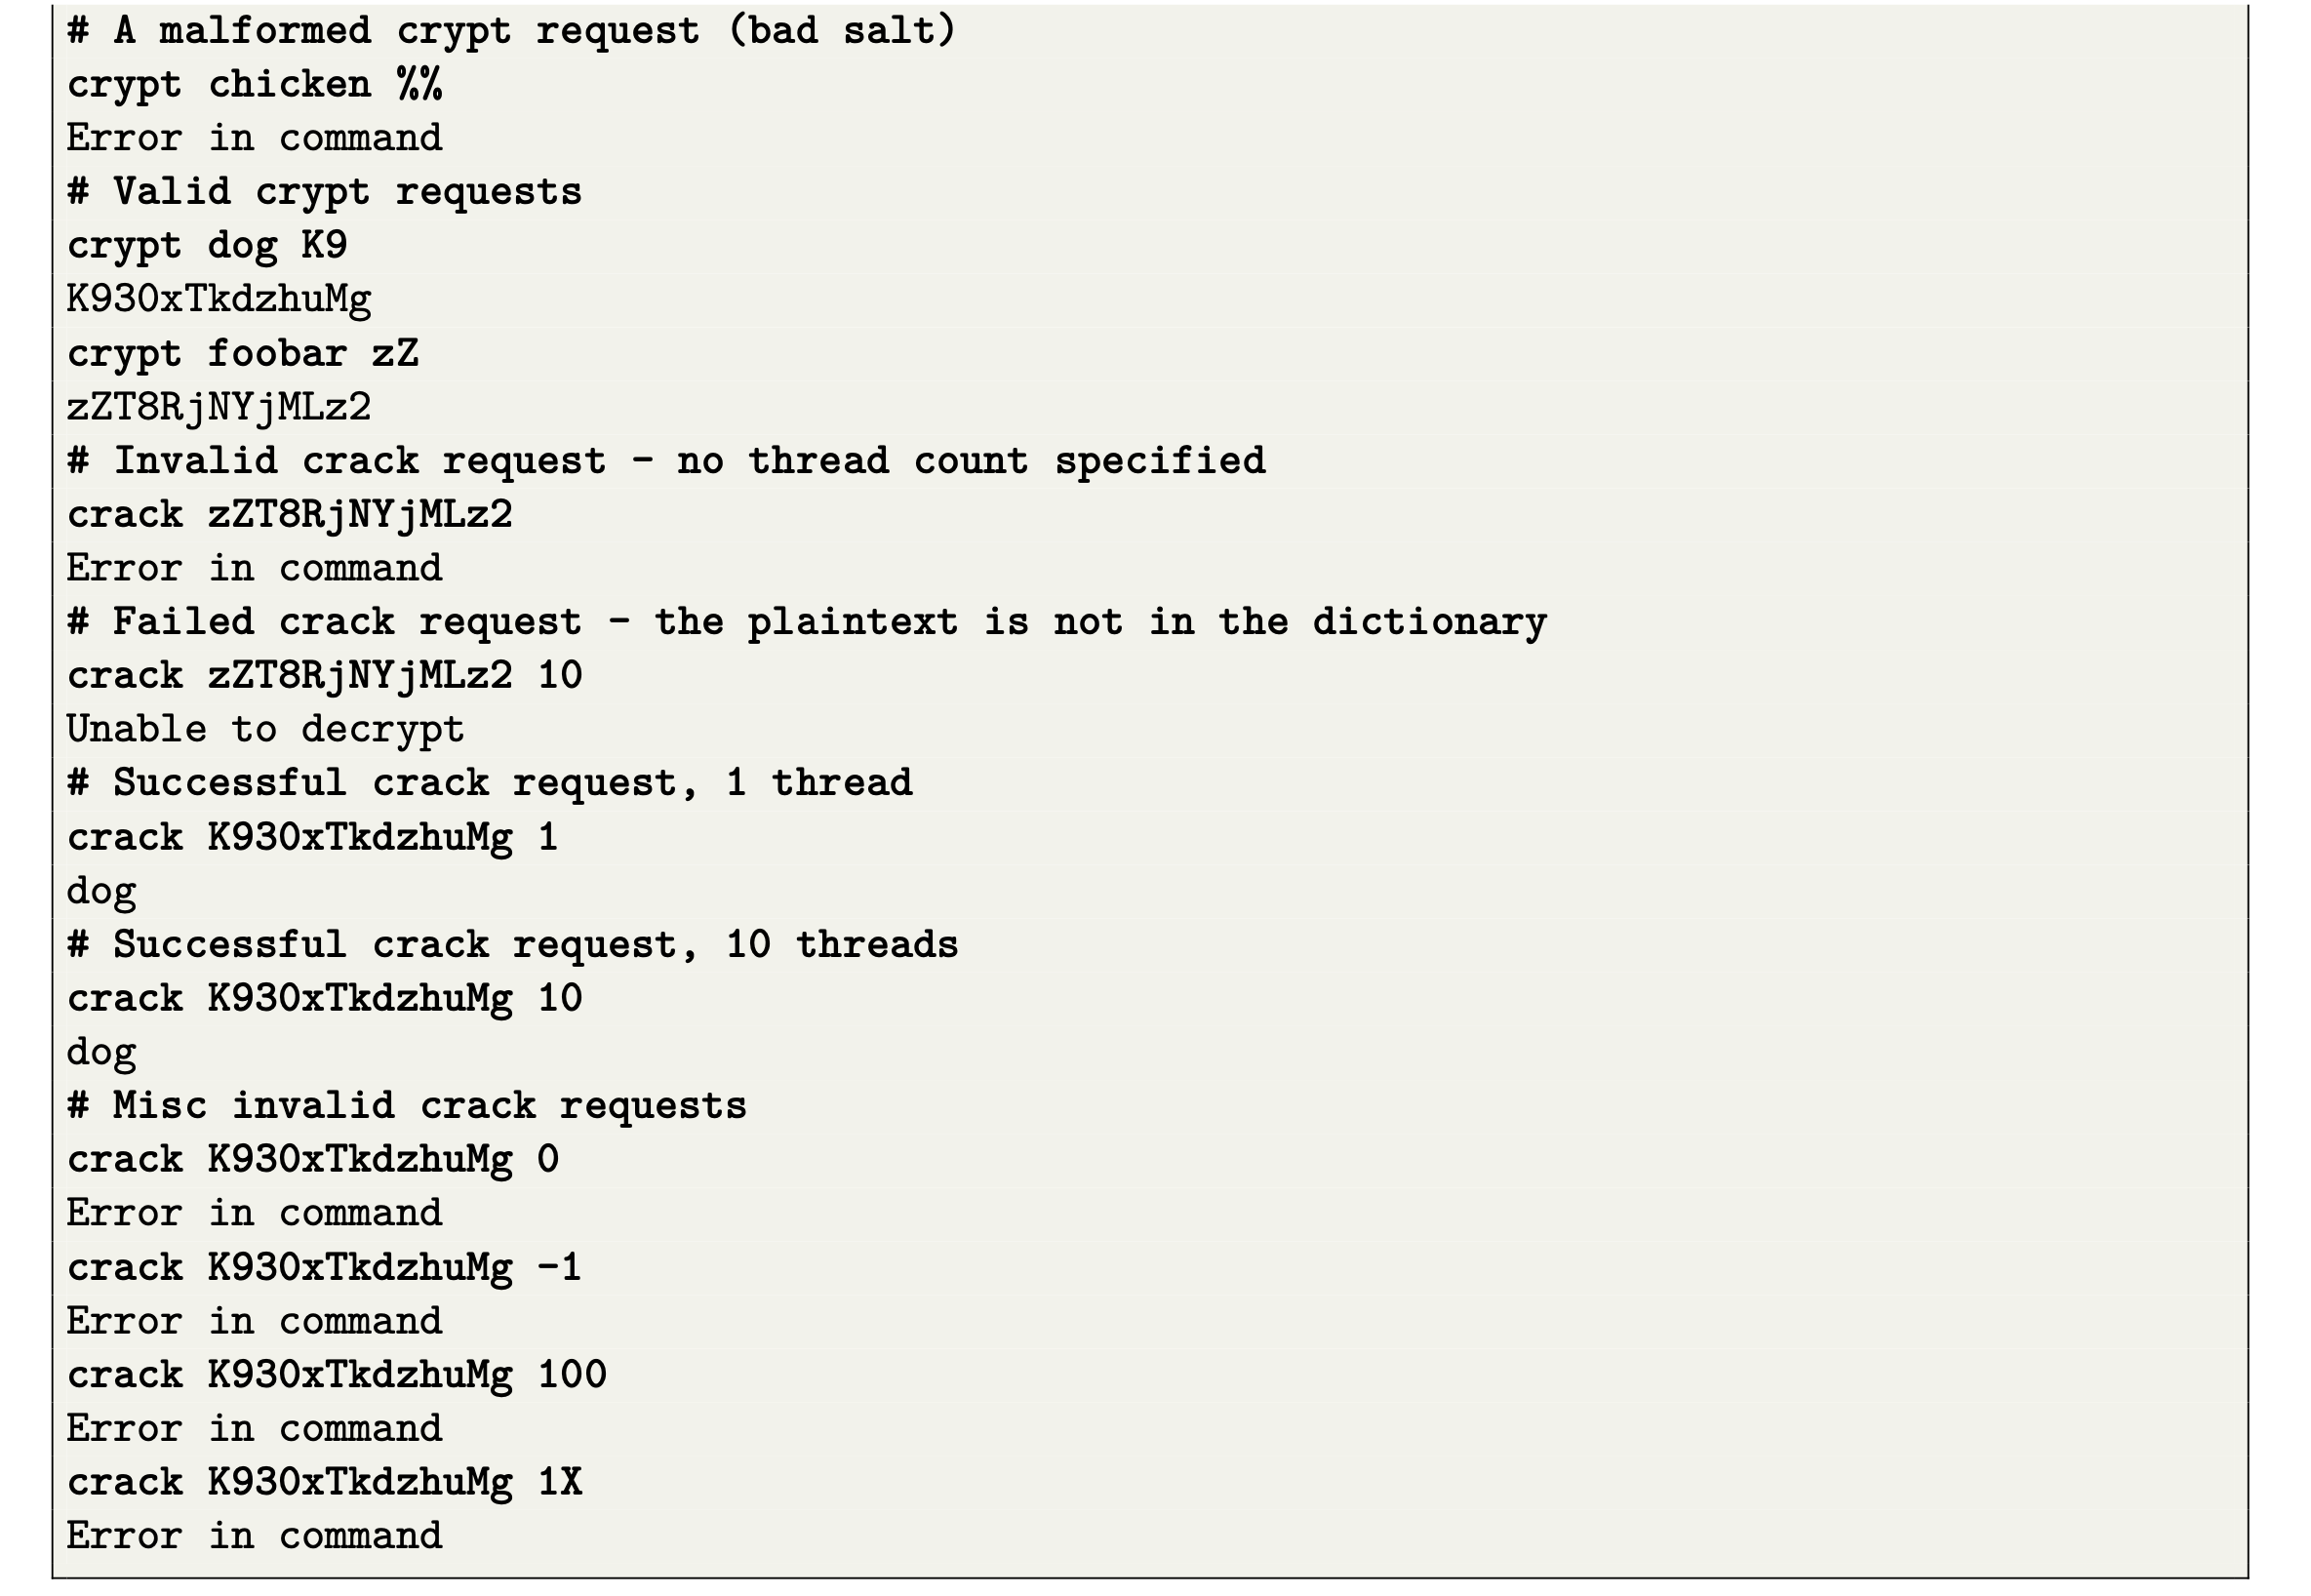 # A malformed crypt request (bad salt)
crypt chicken %%
Error in command
# Valid crypt requests
crypt dog K9
K930xTkdzhuMg
crypt foobar zZ
zZT8RjNYjMLz2
# Invalid crack request - no thread count specified
crack zZT8RjNYjMLz2
Error in command
# Failed crack request - the plaintext is not in the dictionary
crack zZT8RjNYjMLz2 10
Unable to decrypt
# Successful crack request, 1 thread
crack K930xTkdzhuMg 1
dog
# Successful crack request, 10 threads
crack K930xTkdzhuMg 10
dog
# Misc invalid crack requests
crack K930xTkdzhuMg 0
Error in command
crack K930xTkdzhuMg -1
Error in command
crack K930xTkdzhuMg 100
Error in command
crack K930xTkdzhuMg 1X
Error in command